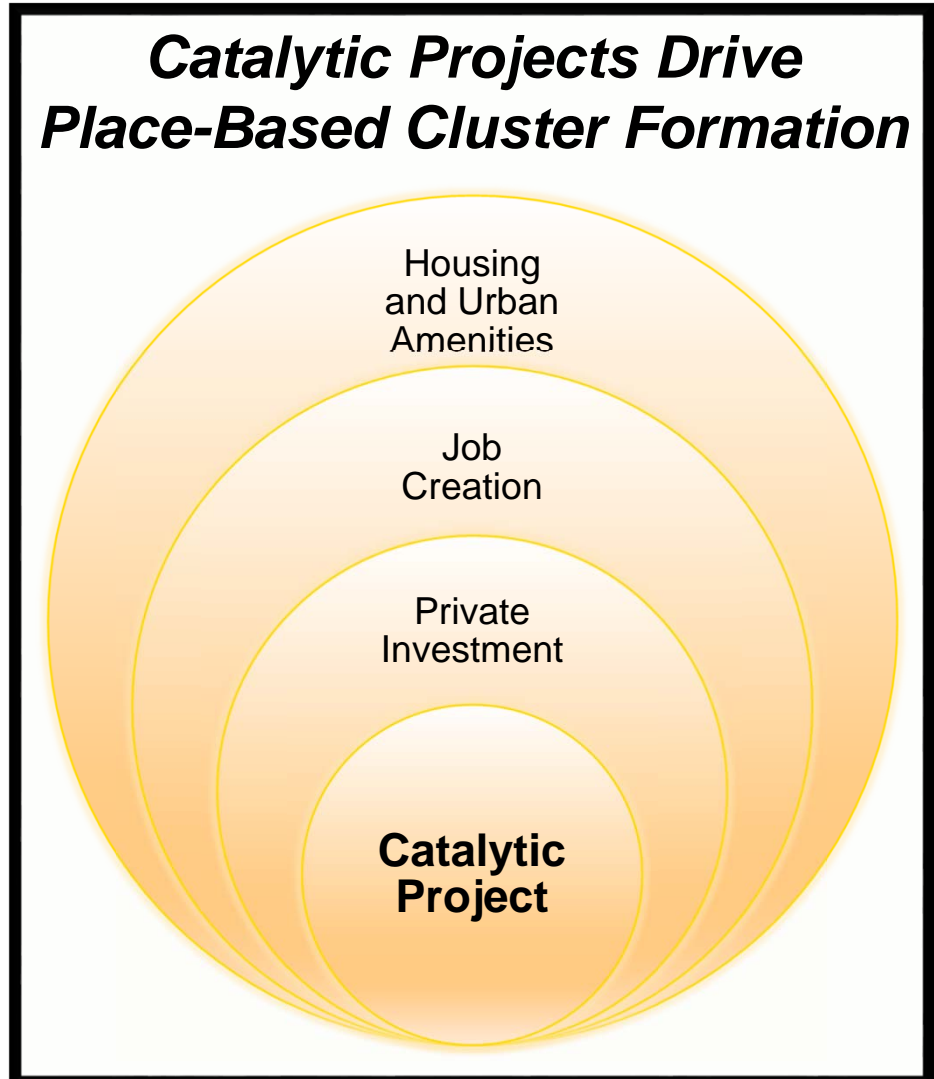 Catalytic Projects Drive
Place-Based Cluster Formation
Housing
and Urban
Amenities
Job
Creation
Private
Investment
Catalytic
Project